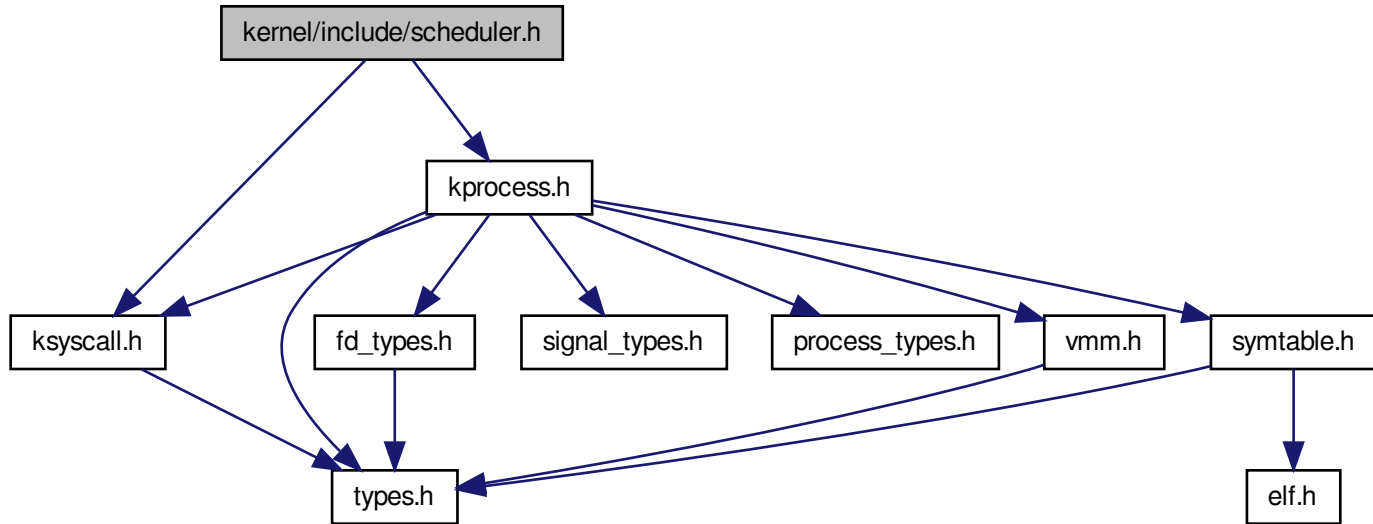 kernel/include/scheduler.h
kprocess.h
ksyscall.h
fd_types.h
signal_types.h
process_types.h
vmm.h
symtable.h
types.h
elf.h